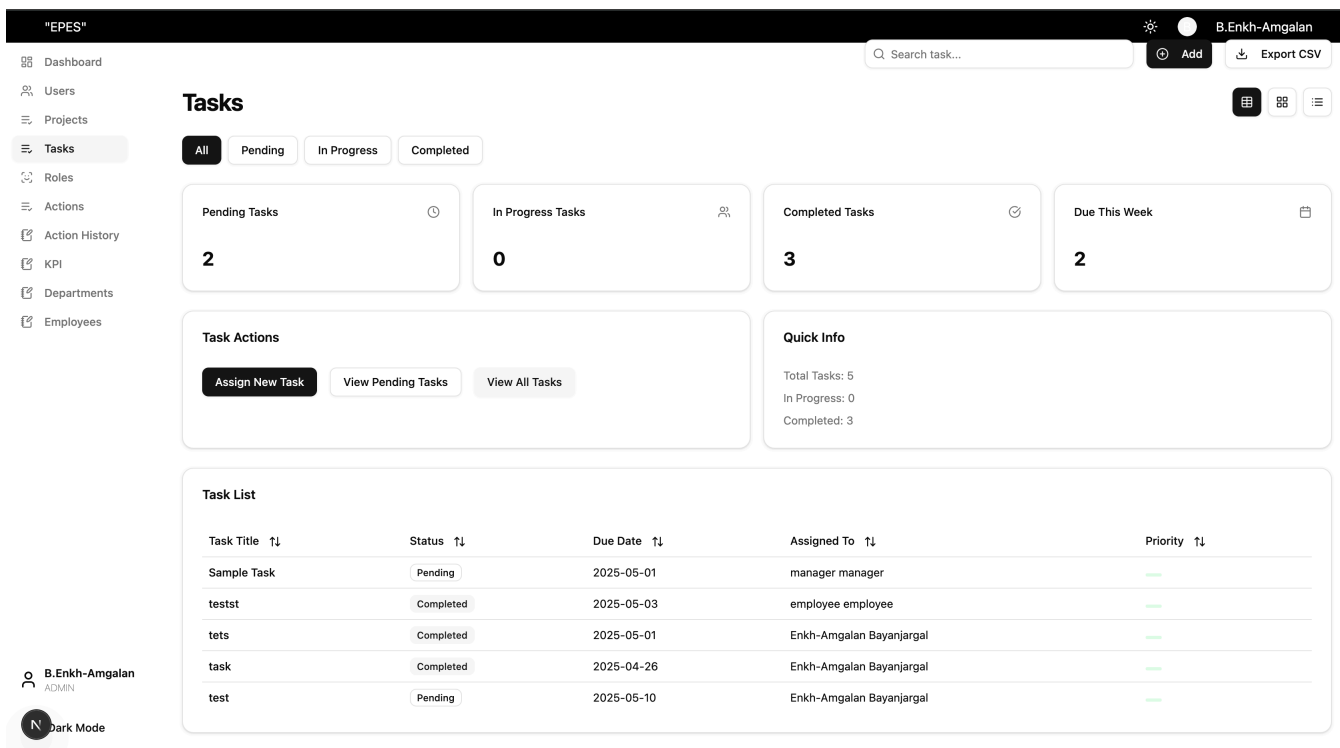 "EPES"
B.Enkh-Amgalan
Search task...
Add
Export CSV
Dashboard
Users
Projects
Tasks
Roles
Actions
Action History
KPI
Departments
Employees
Tasks
All
Pending
In Progress
Completed
Pending Tasks
2
In Progress Tasks
0
Completed Tasks
3
Due This Week
2
Task Actions
Assign New Task
View Pending Tasks
View All Tasks
Quick Info
Total Tasks: 5
In Progress: 0
Completed: 3
Task List
Task Title Status Due Date Assigned To Priority
Sample Task Pending 2025-05-01 manager manager
testst Completed 2025-05-03 employee employee
tets Completed 2025-05-01 Enkh-Amgalan Bayanjargal
task Completed 2025-04-26 Enkh-Amgalan Bayanjargal
test Pending 2025-05-10 Enkh-Amgalan Bayanjargal
B.Enkh-Amgalan
ADMIN
N
Dark Mode